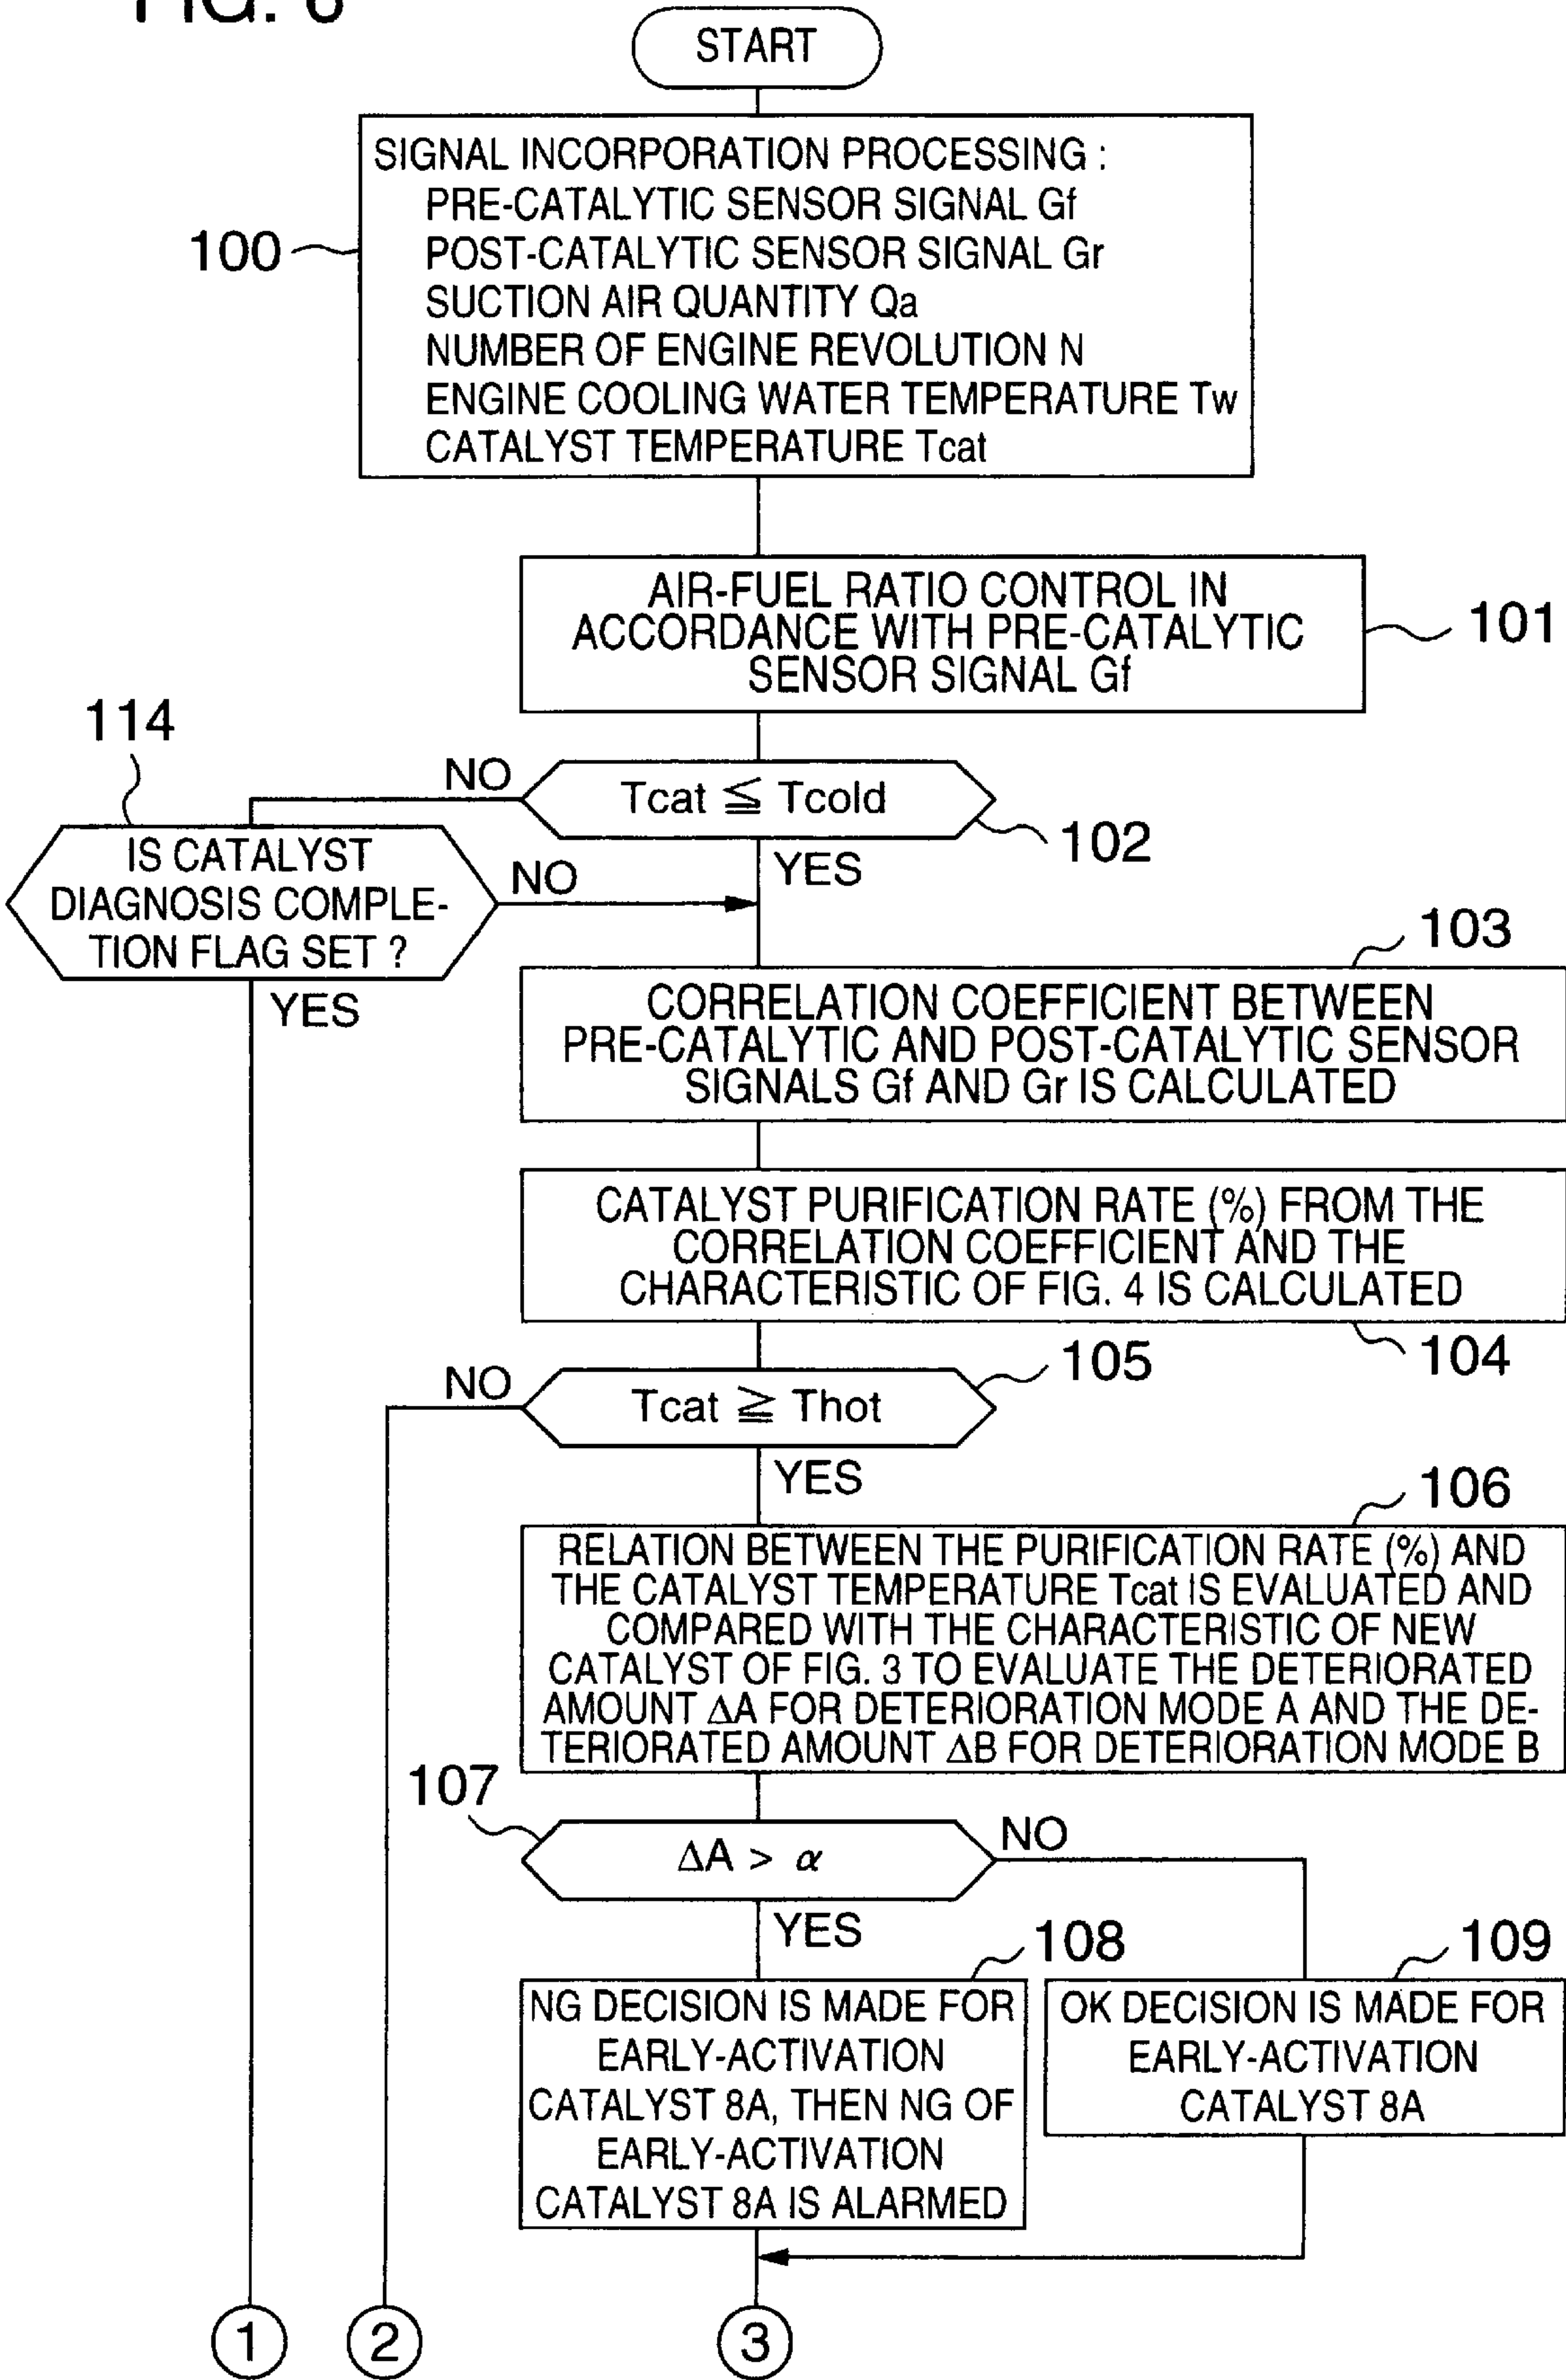 FIG.
START
SIGNAL INCORPORATION PROCESSING :
PRE-CATALYTIC SENSOR SIGNAL Gf
POST-CATALYTIC SENSOR SIGNAL Gr
SUCTION AIR QUANTITY Qa
NUMBER OF ENGINE REVOLUTION N
ENGINE COOLING WATER TEMPERATURE Tw
CATALYST TEMPERATURE Tcat
100
AIR-FUEL RATIO CONTROL IN
ACCORDANCE WITH PRE-CATALYTIC
SENSOR SIGNAL Gf
101
114
NO
Tcat ≦ Tcold
102
YES
IS CATALYST
DIAGNOSIS COMPLE-
TION FLAG SET ?
NO
YES
103
CORRELATION COEFFICIENT BETWEEN
PRE-CATALYTIC AND POST-CATALYTIC SENSOR
SIGNALS Gf AND Gr IS CALCULATED
CATALYST PURIFICATION RATE (%) FROM THE
CORRELATION COEFFICIENT AND THE
CHARACTERISTIC OF FIG. 4 IS CALCULATED
104
NO
Tcat ≧ Thot
105
YES
106
RELATION BETWEEN THE PURIFICATION RATE (%) AND
THE CATALYST TEMPERATURE Tcat IS EVALUATED AND
COMPARED WITH THE CHARACTERISTIC OF NEW
CATALYST OF FIG. 3 TO EVALUATE THE DETERIORATED
AMOUNT ΔA FOR DETERIORATION MODE A AND THE DE-
TERIORATED AMOUNT ΔB FOR DETERIORATION MODE B
107
ΔA > α
NO
YES
108
NG DECISION IS MADE FOR
EARLY-ACTIVATION
CATALYST 8A, THEN NG OF
EARLY-ACTIVATION
CATALYST 8A IS ALARMED
109
OK DECISION IS MADE FOR
EARLY-ACTIVATION
CATALYST 8A
1
2
3